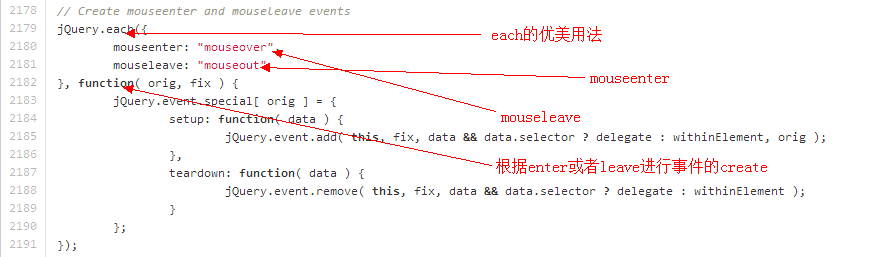 2178 // Create mouseenter and mouseleave events
2179 jQuery.each({
each的优美用法
2180 mouseenter: "mouseover"
2181 mouseleave: "mouseout"
mouseenter
2182 }, function( orig, fix ) {
2183 jQuery.event.special[ orig ] = {
2184 setup: function( data ) {
mouseleave
2185 jQuery.event.add( this, fix, data && data.selector ? delegate : withinElement, orig );
2186 },
根据enter或者leave进行事件的create
2187 teardown: function( data ) {
2188 jQuery.event.remove( this, fix, data && data.selector ? delegate : withinElement );
2189 }
2190 };
2191 });